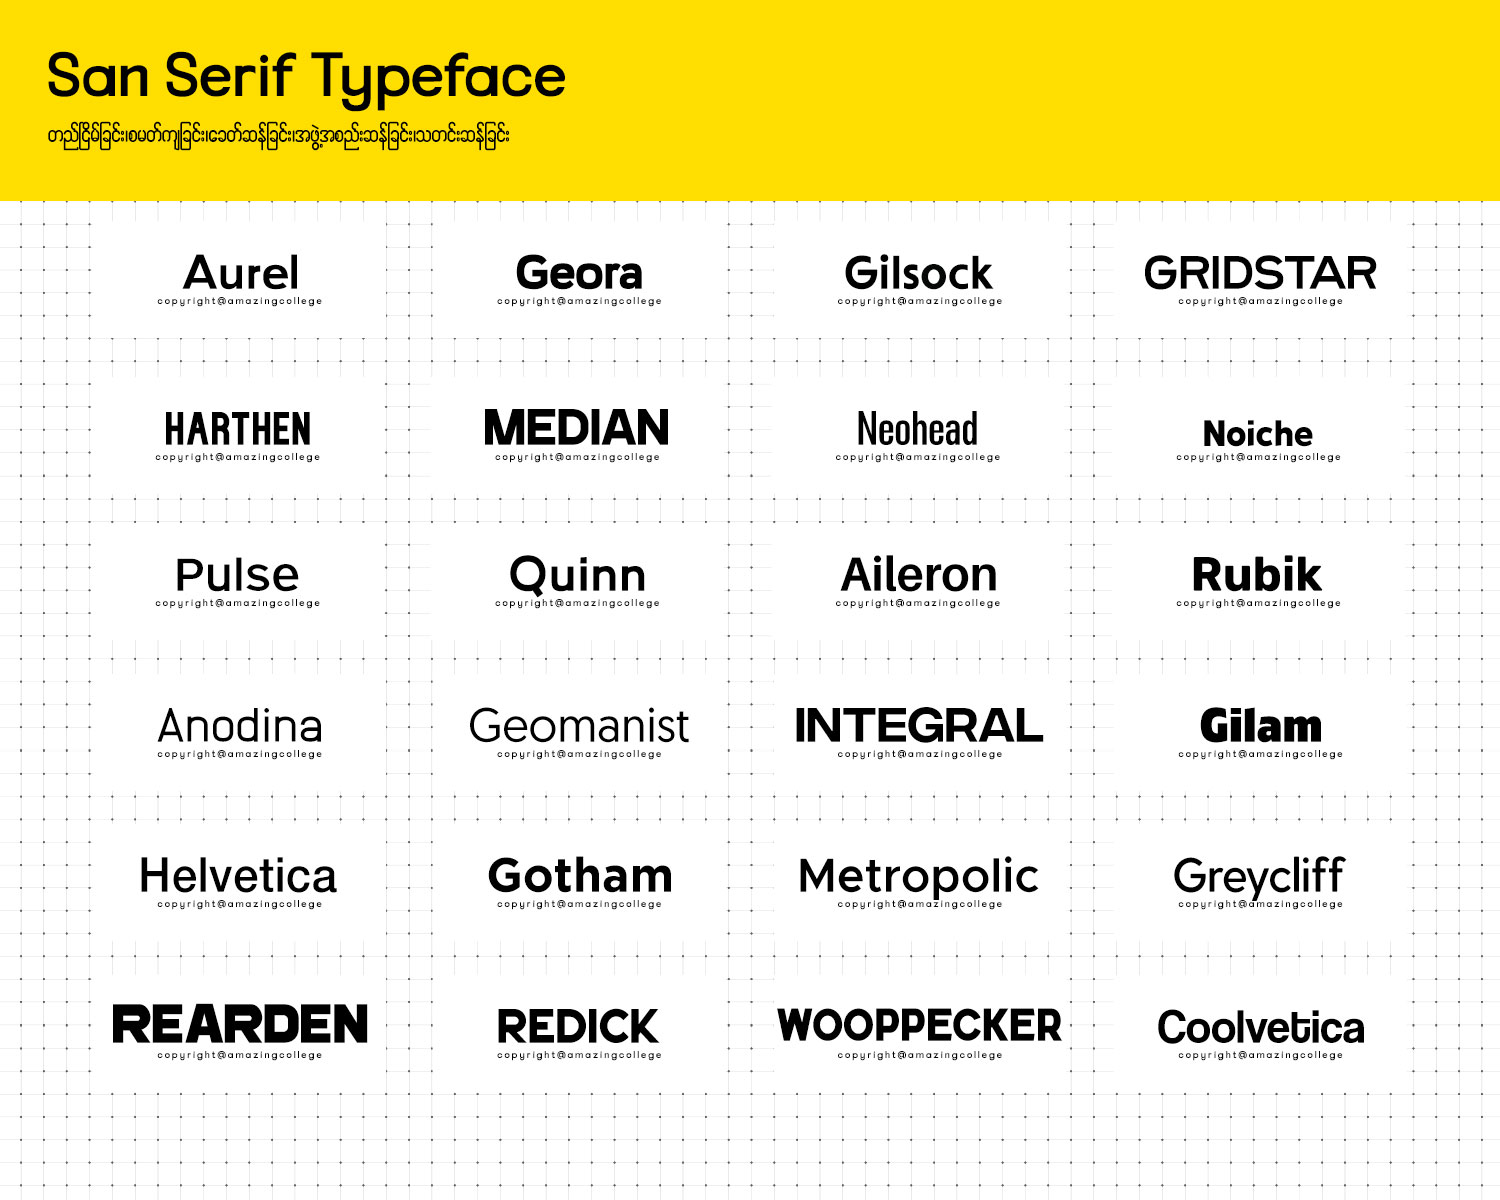 San Serif Typeface
တည်ငြိမ်ခြင်း၊စမတ်ကျခြင်း၊ခေတ်ဆန်ခြင်း၊အဖွဲ့အစည်းဆန်ခြင်း၊သတင်းဆန်ခြင်း
Aurel
copyright@amazingcollege
Geora
copyright@amazingcollege
Gilsock
copyright@amazingcollege
GRIDSTAR
copyright@amazingcollege
HARTHEN
copyright@amazingcollege
MEDIAN
copyright@amazingcollege
Neohead
copyright@amazingcollege
Noiche
copyright@amazingcollege
Pulse
copyright@amazingcollege
Quinn
copyright@amazingcollege
Aileron
copyright@amazingcollege
Rubik
copyright@amazingcollege
Anodina
copyright@amazingcollege
Geomanist
copyright@amazingcollege
INTEGRAL
copyright@amazingcollege
Gilam
copyright@amazingcollege
Helvetica
copyright@amazingcollege
Gotham
copyright@amazingcollege
Metropolic
copyright@amazingcollege
Greycliff
copyright@amazingcollege
REARDEN
copyright@amazingcollege
REDICK
copyright@amazingcollege
WOOPPECKER
copyright@amazingcollege
Coolvetica
copyright@amazingcollege